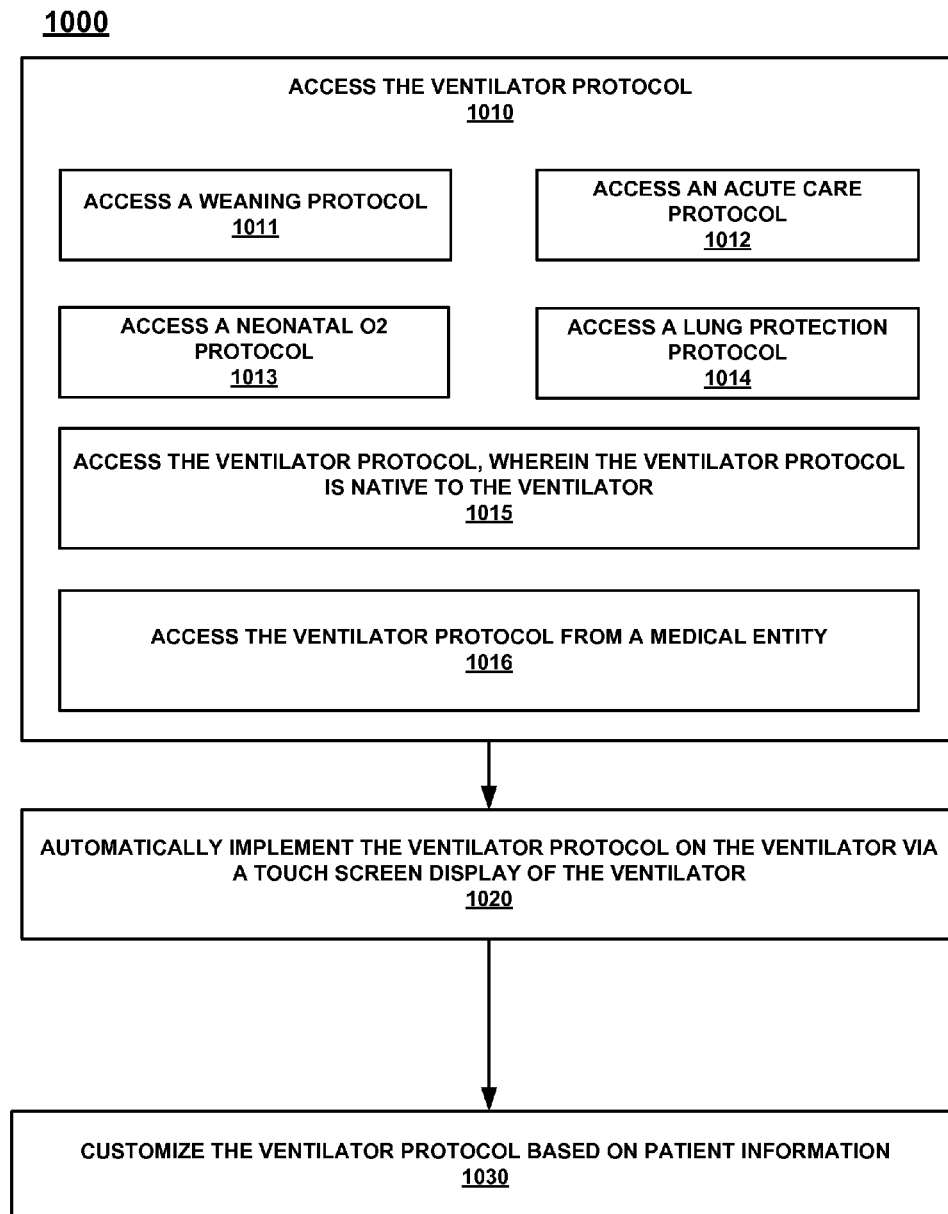 1000
ACCESS THE VENTILATOR PROTOCOL
1010
ACCESS A WEANING PROTOCOL
1011
ACCESS AN ACUTE CARE
PROTOCOL
1012
ACCESS A NEONATAL O2
PROTOCOL
1013
ACCESS A LUNG PROTECTION
PROTOCOL
1014
ACCESS THE VENTILATOR PROTOCOL, WHEREIN THE VENTILATOR PROTOCOL
IS NATIVE TO THE VENTILATOR
1015
ACCESS THE VENTILATOR PROTOCOL FROM A MEDICAL ENTITY
1016
AUTOMATICALLY IMPLEMENT THE VENTILATOR PROTOCOL ON THE VENTILATOR VIA
A TOUCH SCREEN DISPLAY OF THE VENTILATOR
1020
CUSTOMIZE THE VENTILATOR PROTOCOL BASED ON PATIENT INFORMATION
1030